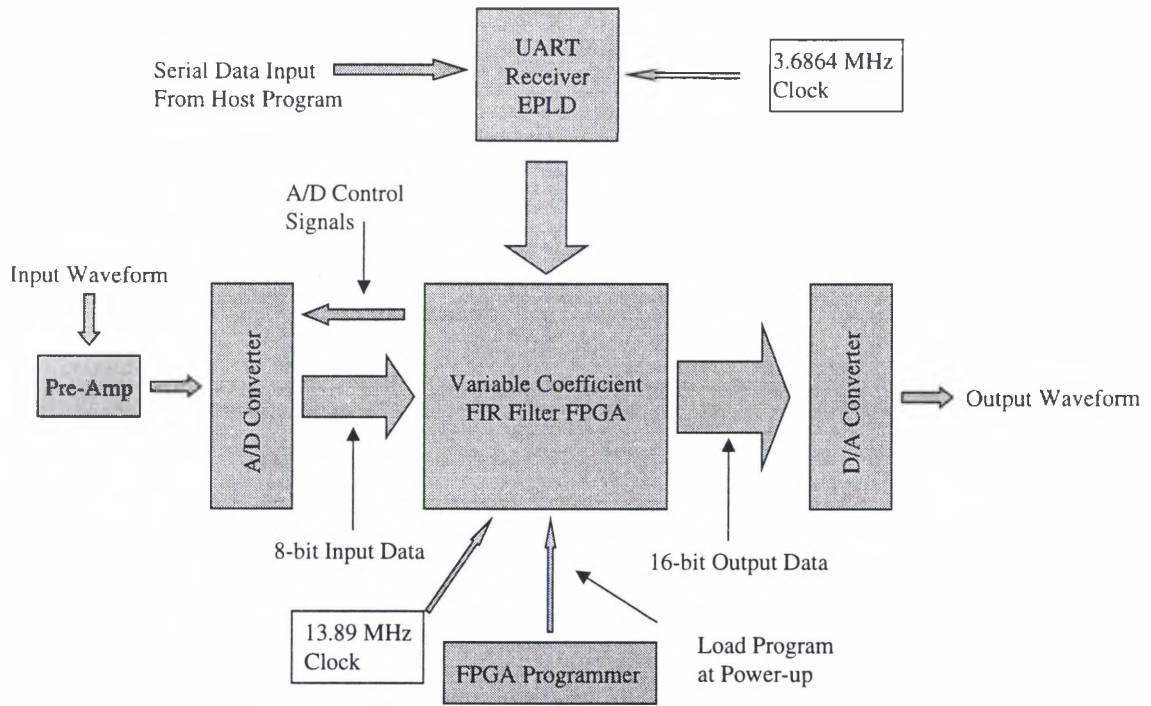 UART
Receiver
EPLD
3.6864 MHz
Clock
Serial Data Input
From Host Program
A/D Control
Signals
Input Waveform
Pre-Amp
A/D Converter
Variable Coefficient
FIR Filter FPGA
D/A Converter
Output Waveform
8-bit Input Data
16-bit Output Data
13.89 MHz
Clock
FPGA Programmer
Load Program
at Power-up